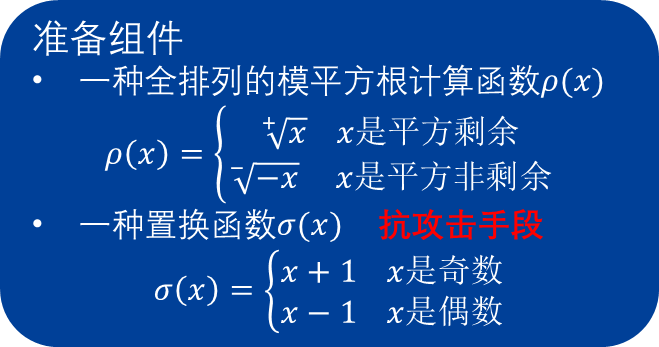 准备组件
• 一种全排列的模平方根计算函数ρ(x)
ρ(x) = { ⁺√x x是平方剩余
⁻√−x x是平方非剩余
• 一种置换函数σ(x) 抗攻击手段
σ(x) = { x + 1 x是奇数
x − 1 x是偶数